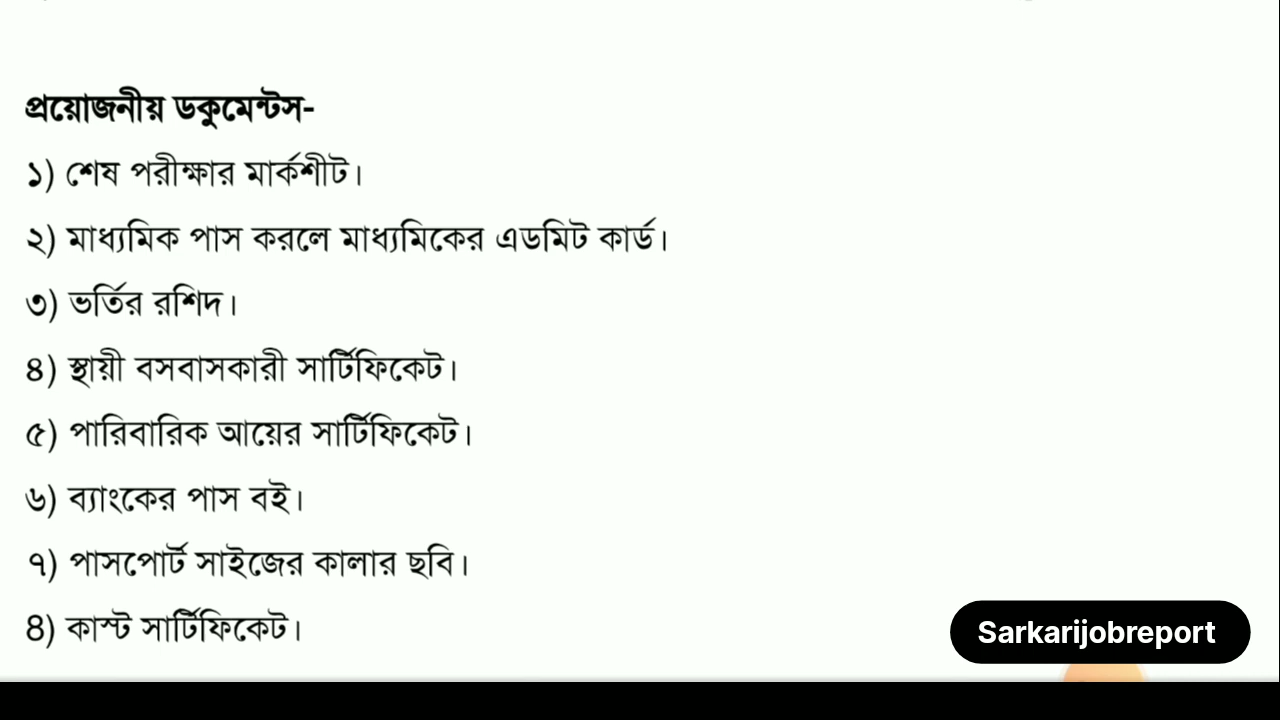 প্রয়োজনীয় ডকুমেন্টস-
১) শেষ পরীক্ষার মার্কশীট।
২) মাধ্যমিক পাস করলে মাধ্যমিকের এডমিট কার্ড।
৩) ভর্তির রশিদ।
৪) স্থায়ী বসবাসকারী সার্টিফিকেট।
৫) পারিবারিক আয়ের সার্টিফিকেট।
৬) ব্যাংকের পাস বই।
৭) পাসপোর্ট সাইজের কালার ছবি।
8) কাস্ট সার্টিফিকেট।
Sarkarijobreport